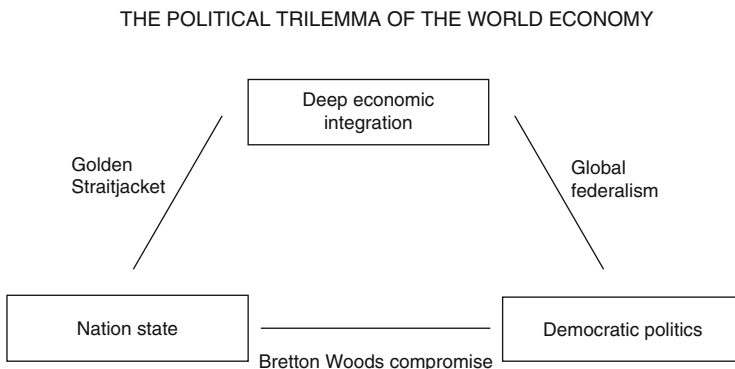 THE POLITICAL TRILEMMA OF THE WORLD ECONOMY
Deep economic
integration
Golden
Straitjacket
Global
federalism
Nation state
Democratic politics
Bretton Woods compromise